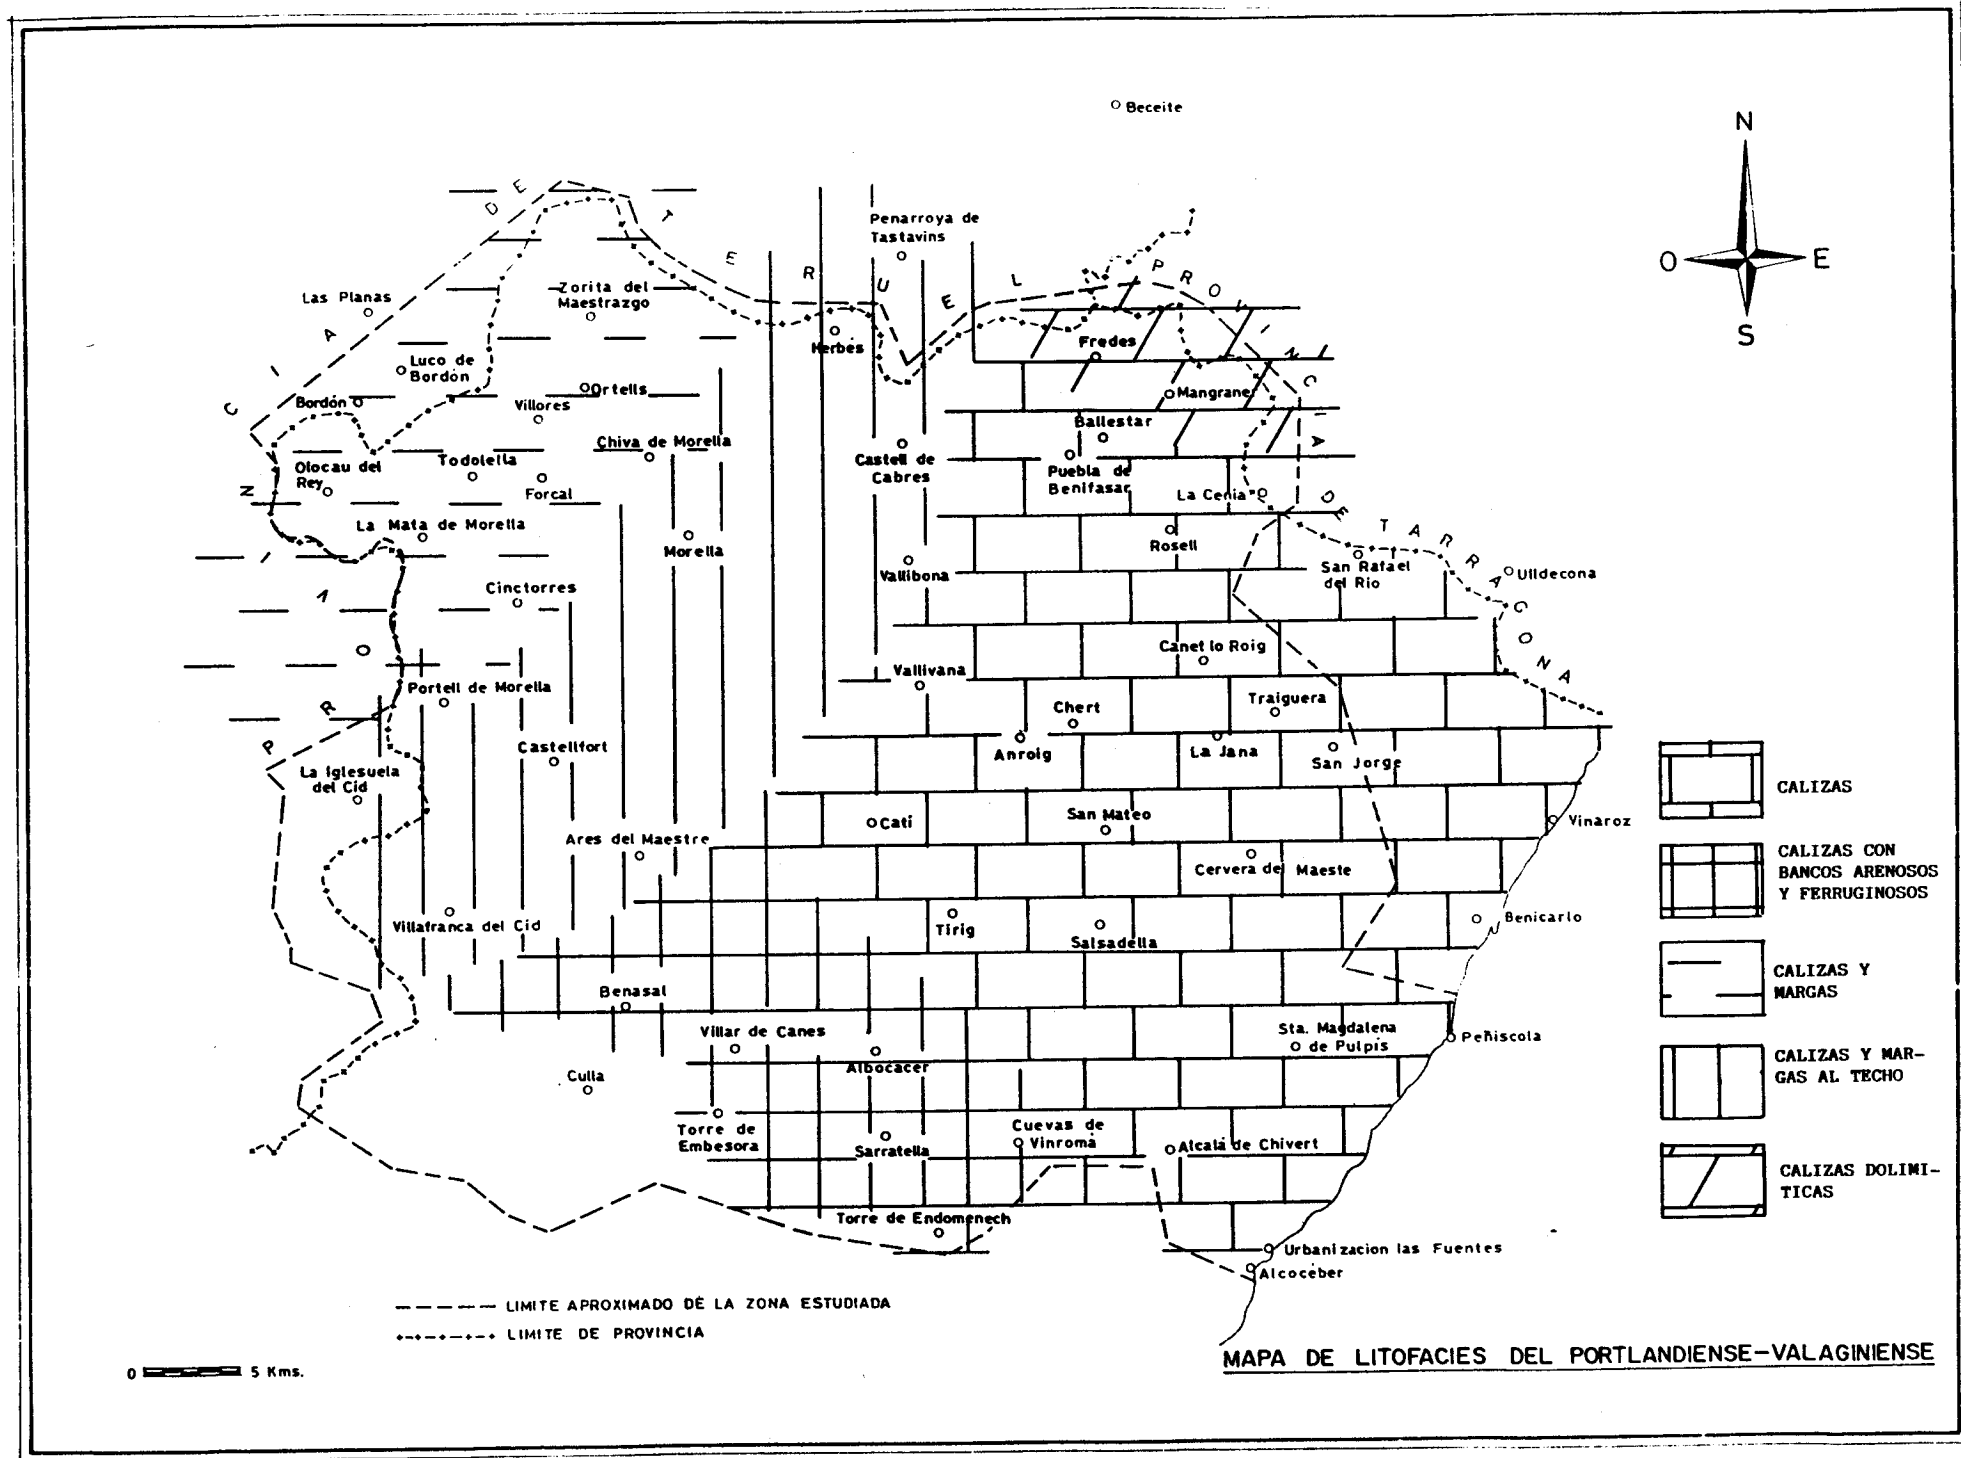 Beceite
N
O
E
S
PROVINCIA DE TERUEL
PROVINCIA DE TARRAGONA
Penarroya de
Tastavins
Las Planas
Zorita del
Maestrazgo
Herbés
Fredes
Luco de
Bordón
Bordón
Ortells
Villores
Mangraner
Ballestar
Chiva de Morella
Olocau del
Rey
Todolella
Forcal
Castell de
Cabres
Puebla de
Benifasar
La Cenia
La Mata de Morella
Morella
Rosell
San Rafael
del Rio
Ulldecona
Cinctorres
Vallibona
Canet lo Roig
Vallivana
Portell de Morella
Traiguera
Chert
Castellfort
Anroig
La Jana
San Jorge
La Iglesuela
del Cid
Catí
San Mateo
Vinaroz
Ares del Maestre
Cervera del Maeste
Villafranca del Cid
Tirig
Salsadella
Benicarlo
Benasal
Villar de Canes
Albocacer
Sta. Magdalena
de Pulpis
Peñiscola
Culla
Torre de
Embesora
Sarratella
Cuevas de
Vinromá
Alcalá de Chivert
Torre de Endomenech
Urbanizacion las Fuentes
Alcocéber
CALIZAS
CALIZAS CON
BANCOS ARENOSOS
Y FERRUGINOSOS
CALIZAS Y
MARGAS
CALIZAS Y MAR-
GAS AL TECHO
CALIZAS DOLIMI-
TICAS
LIMITE APROXIMADO DE LA ZONA ESTUDIADA
LIMITE DE PROVINCIA
0 5 Kms.
MAPA DE LITOFACIES DEL PORTLANDIENSE-VALAGINIENSE